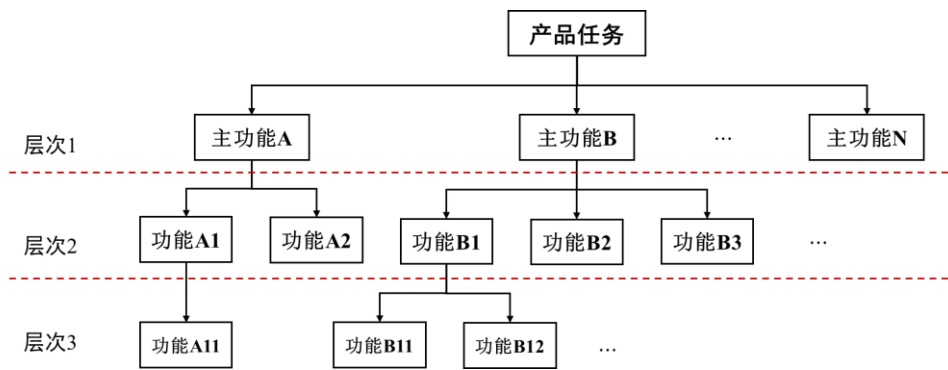 产品任务
层次1
主功能A
主功能B
...
主功能N
层次2
功能A1
功能A2
功能B1
功能B2
功能B3
...
层次3
功能A11
功能B11
功能B12
...